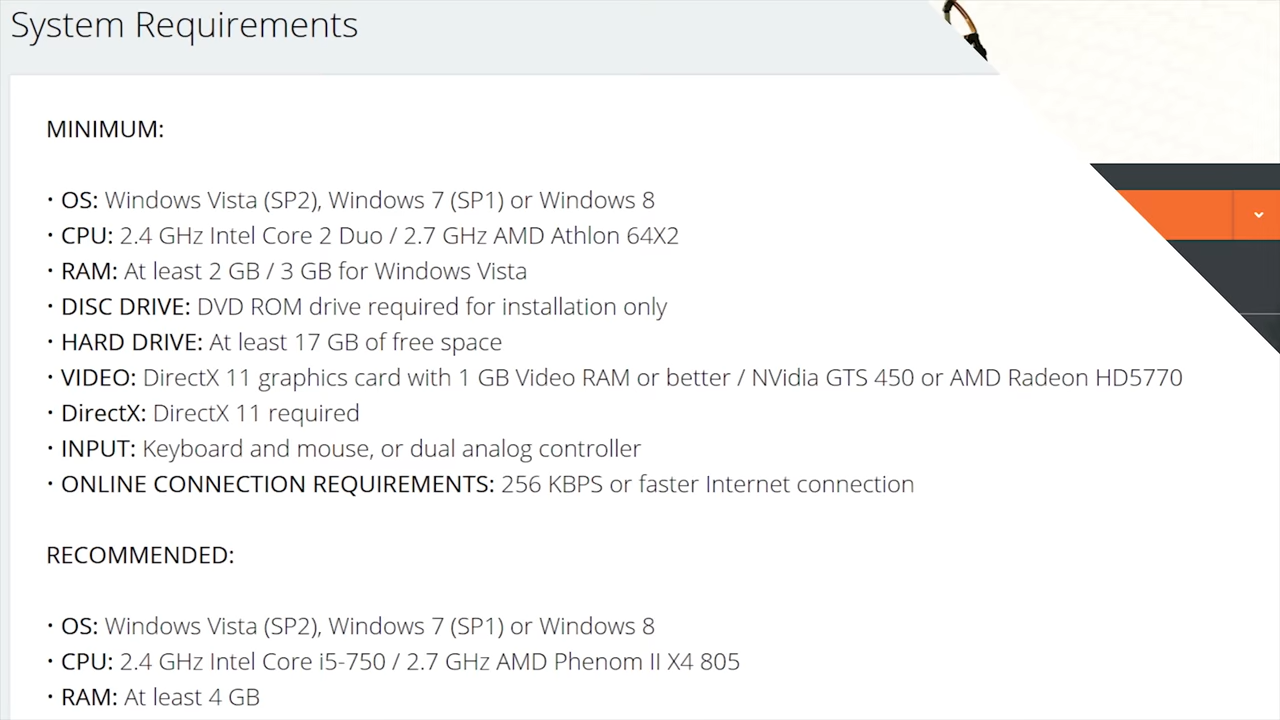 System Requirements
MINIMUM:
• OS: Windows Vista (SP2), Windows 7 (SP1) or Windows 8
• CPU: 2.4 GHz Intel Core 2 Duo / 2.7 GHz AMD Athlon 64X2
• RAM: At least 2 GB / 3 GB for Windows Vista
• DISC DRIVE: DVD ROM drive required for installation only
• HARD DRIVE: At least 17 GB of free space
• VIDEO: DirectX 11 graphics card with 1 GB Video RAM or better / NVidia GTS 450 or AMD Radeon HD5770
• DirectX: DirectX 11 required
• INPUT: Keyboard and mouse, or dual analog controller
• ONLINE CONNECTION REQUIREMENTS: 256 KBPS or faster Internet connection
RECOMMENDED:
• OS: Windows Vista (SP2), Windows 7 (SP1) or Windows 8
• CPU: 2.4 GHz Intel Core i5-750 / 2.7 GHz AMD Phenom II X4 805
• RAM: At least 4 GB